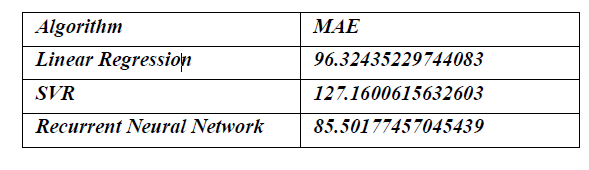 Algorithm MAE
Linear Regression 96.32435229744083
SVR 127.1600615632603
Recurrent Neural Network 85.50177457045439